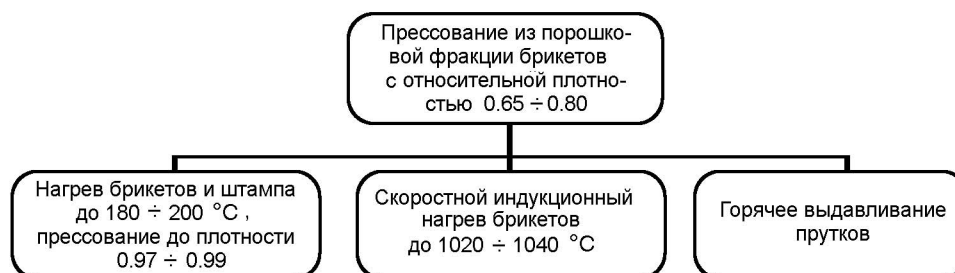 Прессование из порошко-
вой фракции брикетов
с относительной плотно-
стью 0.65 ÷ 0.80
Нагрев брикетов и штампа
до 180 ÷ 200 °С ,
прессование до плотности
0.97 ÷ 0.99
Скоростной индукционный
нагрев брикетов
до 1020 ÷ 1040 °С
Горячее выдавливание
прутков